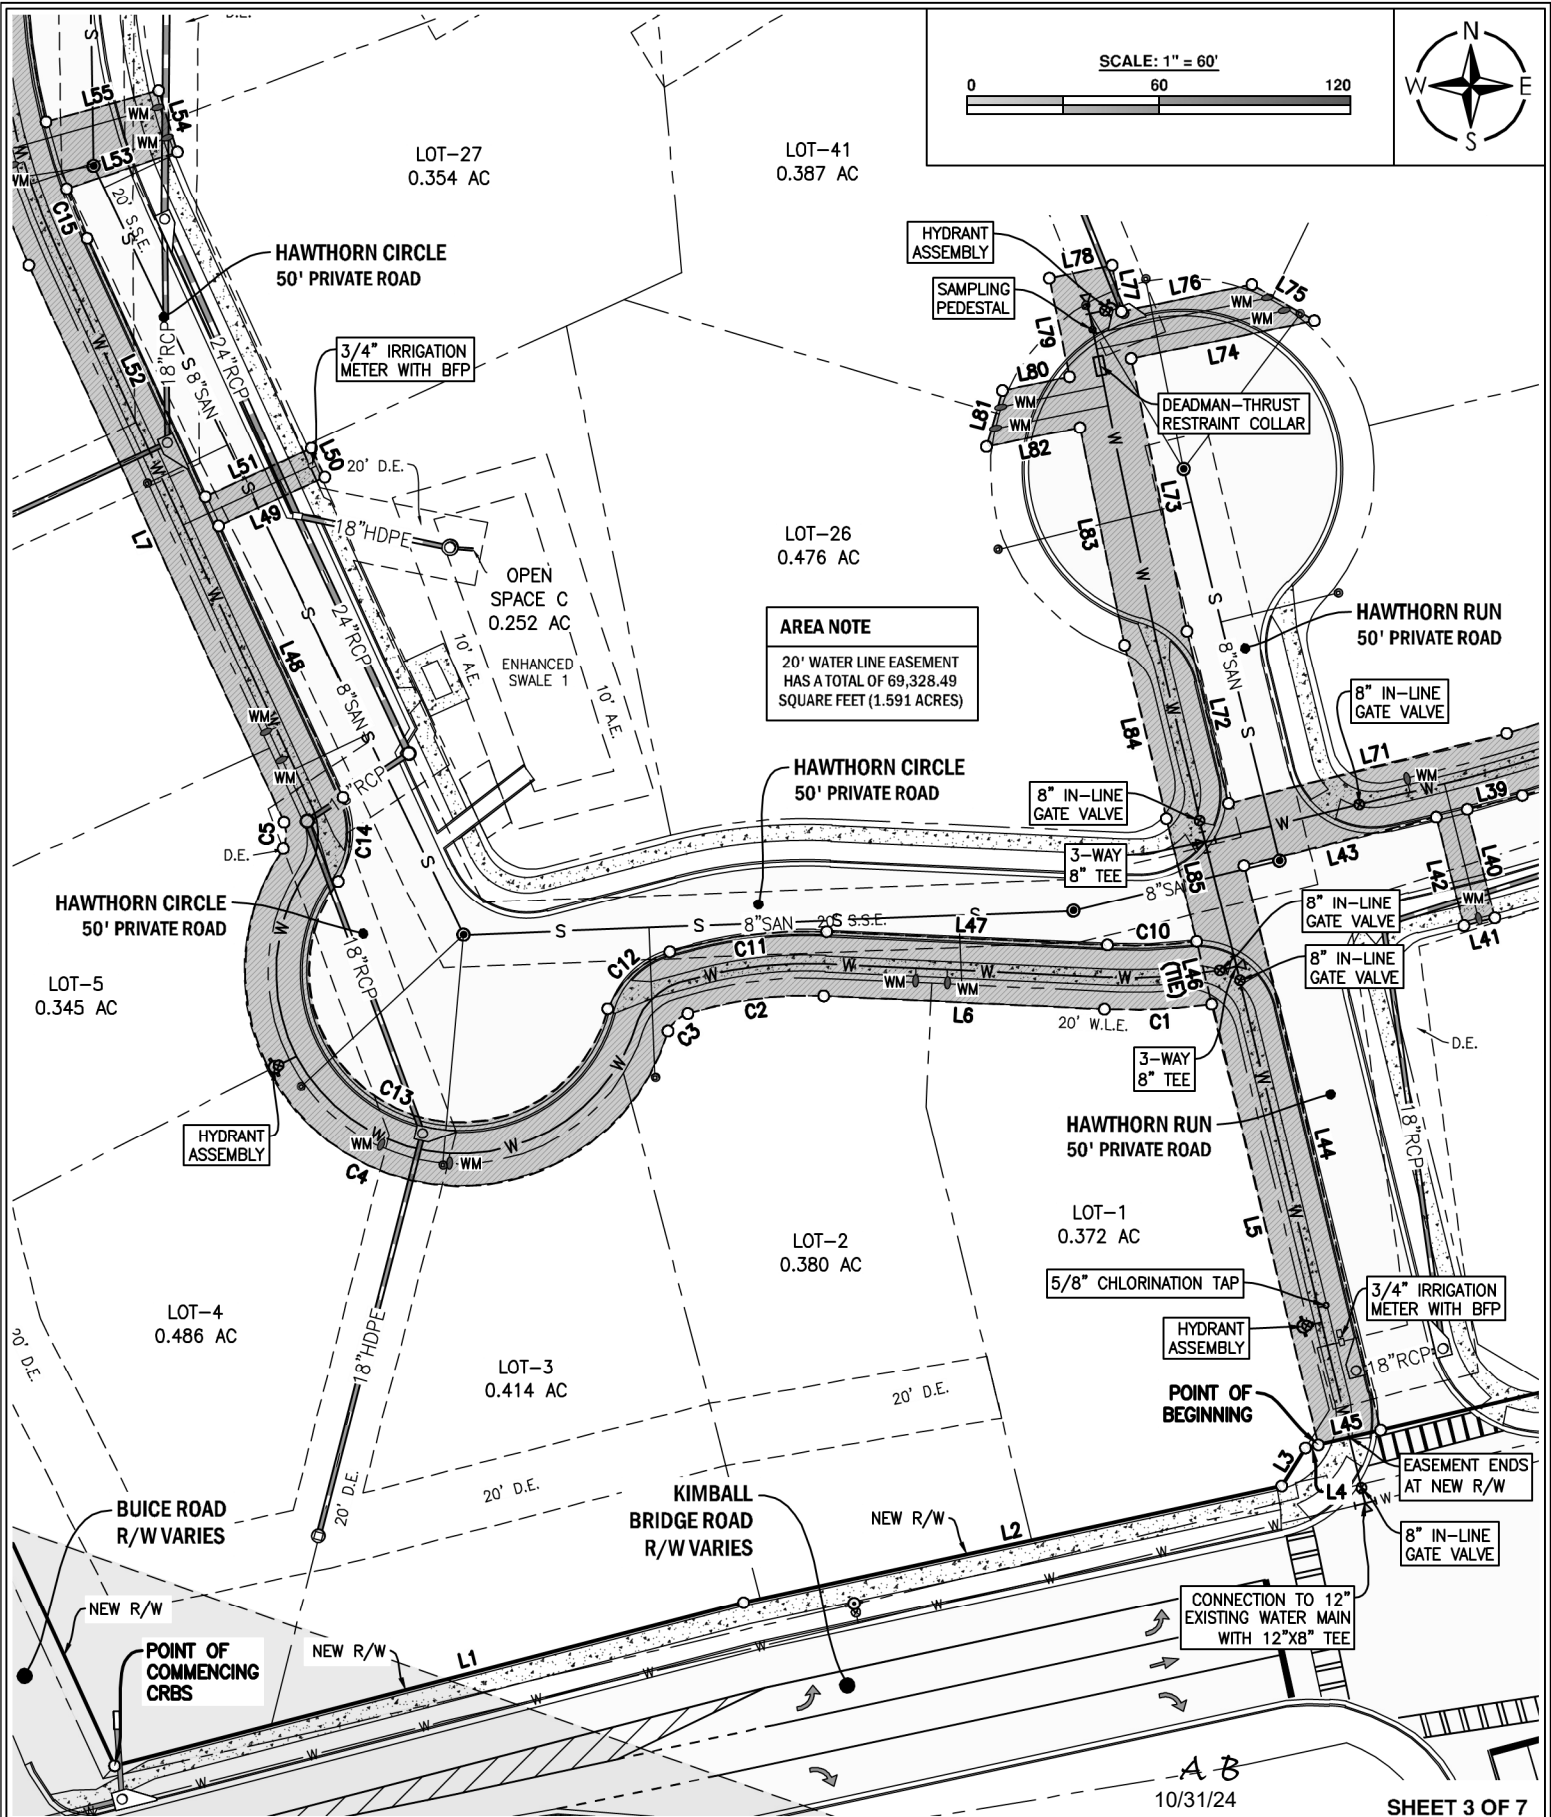 D.E.
SCALE: 1" = 60'
0 60 120
N
W E
S
L55
L54
WM
WM
L53
WM
W
S
C15
20' S.S.E.
S
LOT-27
0.354 AC
LOT-41
0.387 AC
HAWTHORN CIRCLE
50' PRIVATE ROAD
HYDRANT
ASSEMBLY
SAMPLING
PEDESTAL
L78
L77
L76
L75
WM
WM
L79
L74
L80
L81
WM
WM
L82
DEADMAN-THRUST
RESTRAINT COLLAR
3/4" IRRIGATION
METER WITH BFP
W
L52
18"RCP
S
8"SAN
24"RCP
L51
L50
20' D.E.
W
S
L49
L7
18"HDPE
W
L73
L83
W
S
LOT-26
0.476 AC
OPEN
SPACE C
0.252 AC
ENHANCED
SWALE 1
10' A.E.
10' A.E.
W
S
24"RCP
L48
8"SAN
S
AREA NOTE
20' WATER LINE EASEMENT
HAS A TOTAL OF 69,328.49
SQUARE FEET (1.591 ACRES)
HAWTHORN RUN
50' PRIVATE ROAD
8"SAN
S
8" IN-LINE
GATE VALVE
L72
W
L84
L71
WM
W
L39
WM
W
WM
C5
D.E.
C14
S
HAWTHORN CIRCLE
50' PRIVATE ROAD
8" IN-LINE
GATE VALVE
3-WAY
8" TEE
W
L85
L43
L42
L40
WM
L41
8" IN-LINE
GATE VALVE
8" IN-LINE
GATE VALVE
HAWTHORN CIRCLE
50' PRIVATE ROAD
W
18"RCP
S
S
8"SAN
20' S.S.E.
S
S
L47
C10
C12
C11
W
W
W
W
WM
WM
L46
(TIE)
C3
C2
L6
20' W.L.E.
C1
LOT-5
0.345 AC
3-WAY
8" TEE
W
D.E.
W
C13
W
WM
W
WM
C4
HYDRANT
ASSEMBLY
HAWTHORN RUN
50' PRIVATE ROAD
L44
18"RCP
W
L5
LOT-1
0.372 AC
LOT-2
0.380 AC
5/8" CHLORINATION TAP
3/4" IRRIGATION
METER WITH BFP
HYDRANT
ASSEMBLY
18"RCP
LOT-4
0.486 AC
LOT-3
0.414 AC
20' D.E.
18"HDPE
20' D.E.
20' D.E.
20' D.E.
POINT OF
BEGINNING
W
L45
L3
L4
EASEMENT ENDS
AT NEW R/W
W
8" IN-LINE
GATE VALVE
BUICE ROAD
R/W VARIES
KIMBALL
BRIDGE ROAD
R/W VARIES
NEW R/W
L2
W
W
W
W
CONNECTION TO 12"
EXISTING WATER MAIN
WITH 12"X8" TEE
NEW R/W
NEW R/W
L1
POINT OF
COMMENCING
CRBS
W
W
W
W
W
W
W
A B
10/31/24
SHEET 3 OF 7